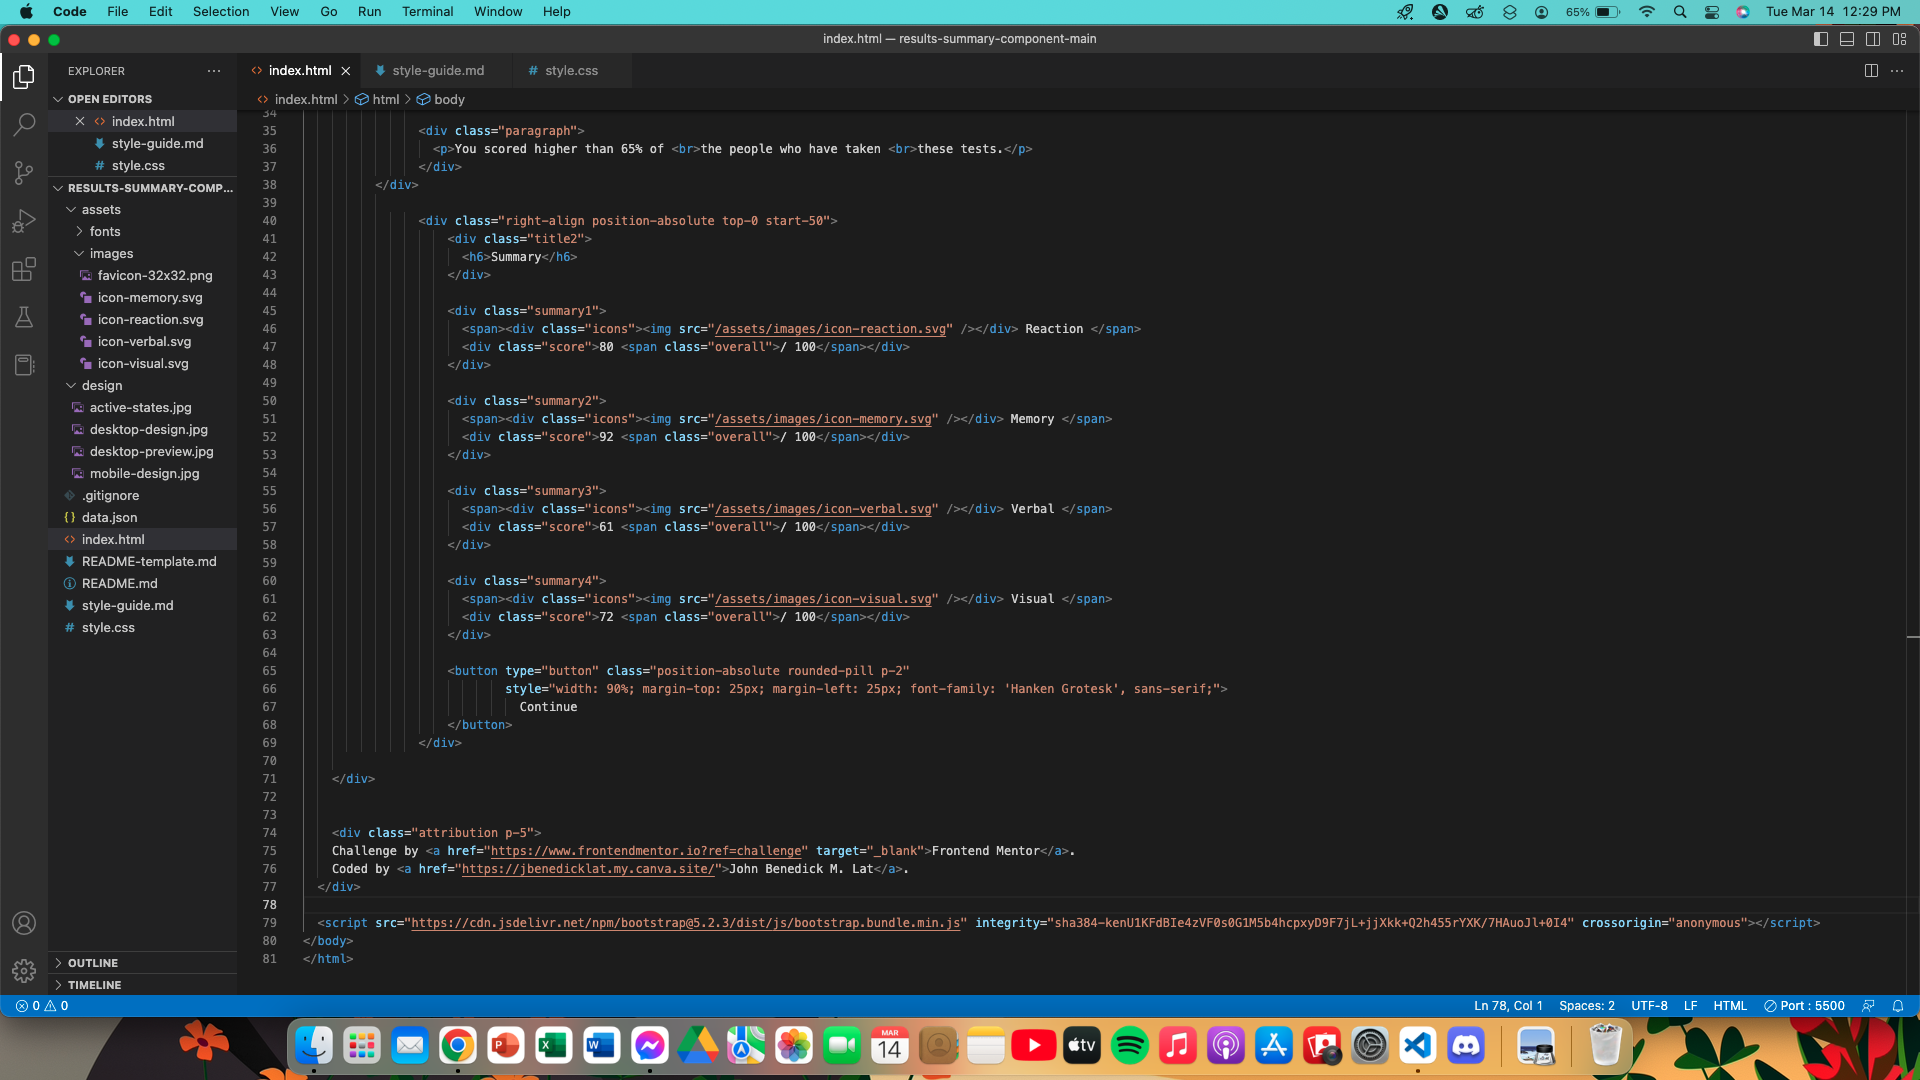 Code File Edit Selection View Go Run Terminal Window Help 65% Tue Mar 14 12:29 PM
index.html — results-summary-component-main
EXPLORER
index.html
style-guide.md
# style.css
index.html > html > body
OPEN EDITORS
index.html
style-guide.md
# style.css
RESULTS-SUMMARY-COMP...
assets
fonts
images
favicon-32x32.png
icon-memory.svg
icon-reaction.svg
icon-verbal.svg
icon-visual.svg
design
active-states.jpg
desktop-design.jpg
desktop-preview.jpg
mobile-design.jpg
.gitignore
{} data.json
<> index.html
README-template.md
README.md
style-guide.md
# style.css
OUTLINE
TIMELINE
34
35 <div class="paragraph">
36 <p>You scored higher than 65% of <br>the people who have taken <br>these tests.</p>
37 </div>
38 </div>
39
40 <div class="right-align position-absolute top-0 start-50">
41 <div class="title2">
42 <h6>Summary</h6>
43 </div>
44
45 <div class="summary1">
46 <span><div class="icons"><img src="/assets/images/icon-reaction.svg" /></div> Reaction </span>
47 <div class="score">80 <span class="overall">/ 100</span></div>
48 </div>
49
50 <div class="summary2">
51 <span><div class="icons"><img src="/assets/images/icon-memory.svg" /></div> Memory </span>
52 <div class="score">92 <span class="overall">/ 100</span></div>
53 </div>
54
55 <div class="summary3">
56 <span><div class="icons"><img src="/assets/images/icon-verbal.svg" /></div> Verbal </span>
57 <div class="score">61 <span class="overall">/ 100</span></div>
58 </div>
59
60 <div class="summary4">
61 <span><div class="icons"><img src="/assets/images/icon-visual.svg" /></div> Visual </span>
62 <div class="score">72 <span class="overall">/ 100</span></div>
63 </div>
64
65 <button type="button" class="position-absolute rounded-pill p-2"
66 style="width: 90%; margin-top: 25px; margin-left: 25px; font-family: 'Hanken Grotesk', sans-serif;">
67 Continue
68 </button>
69 </div>
70
71 </div>
72
73
74 <div class="attribution p-5">
75 Challenge by <a href="https://www.frontendmentor.io?ref=challenge" target="_blank">Frontend Mentor</a>.
76 Coded by <a href="https://jbenedicklat.my.canva.site/">John Benedick M. Lat</a>.
77 </div>
78
79 <script src="https://cdn.jsdelivr.net/npm/bootstrap@5.2.3/dist/js/bootstrap.bundle.min.js" integrity="sha384-kenU1KFdBIe4zVF0s0G1M5b4hcpxyD9F7jL+jjXkk+Q2h455rYXK/7HAuoJl+0I4" crossorigin="anonymous"></script>
80 </body>
81 </html>
0 0 Ln 78, Col 1 Spaces: 2 UTF-8 LF HTML Port : 5500
MAR
14
tv